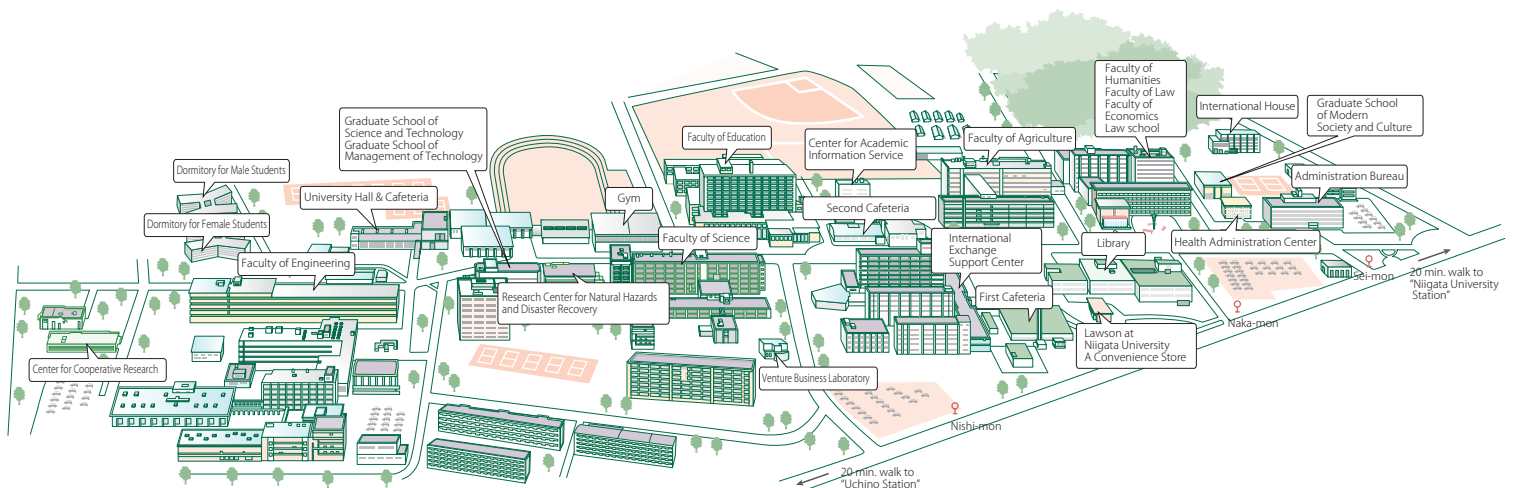 Dormitory for Male Students
Dormitory for Female Students
University Hall & Cafeteria
Graduate School of
Science and Technology
Graduate School of
Management of Technology
Gym
Faculty of Education
Center for Academic
Information Service
Faculty of Agriculture
Faculty of
Humanities
Faculty of Law
Faculty of
Economics
Law school
International House
Graduate School
of Modern
Society and Culture
Administration Bureau
Second Cafeteria
Faculty of Science
Faculty of Engineering
Research Center for Natural Hazards
and Disaster Recovery
International
Exchange
Support Center
Library
Health Administration Center
Sei-mon
20 min. walk to
“Niigata University
Station”
First Cafeteria
Naka-mon
Lawson at
Niigata University
A Convenience Store
Center for Cooperative Research
Venture Business Laboratory
Nishi-mon
20 min. walk to
“Uchino Station”